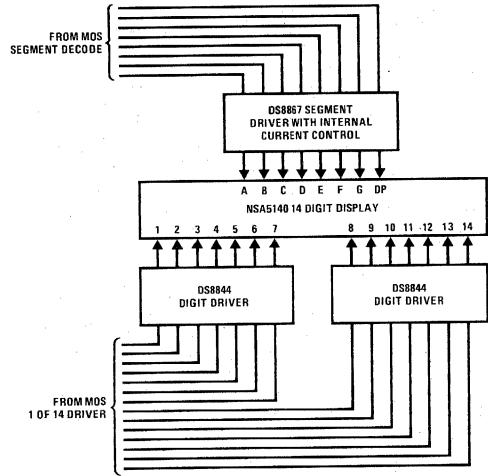 FROM MOS
SEGMENT DECODE
DS8867 SEGMENT
DRIVER WITH INTERNAL
CURRENT CONTROL
A B C D E F G DP
NSA5140 14 DIGIT DISPLAY
1 2 3 4 5 6 7 8 9 10 11 12 13 14
DS8844
DIGIT DRIVER
DS8844
DIGIT DRIVER
FROM MOS
1 OF 14 DRIVER